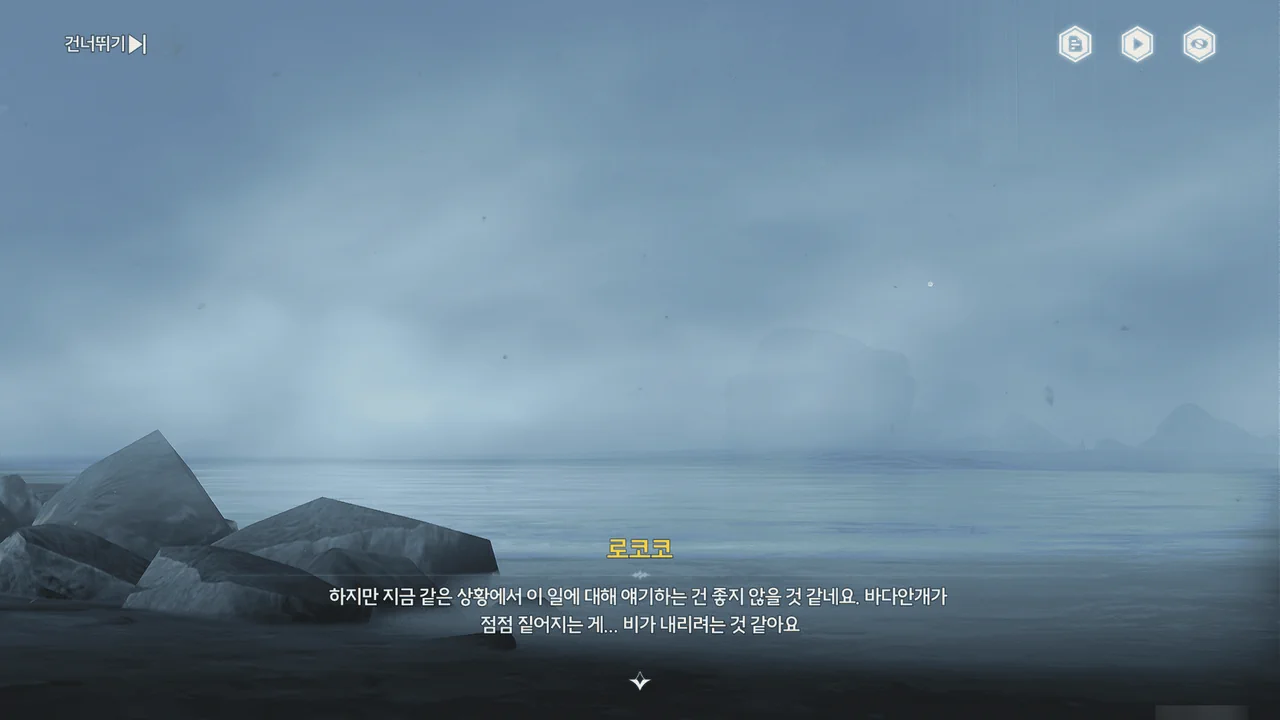 건너뛰기
로코코
하지만 지금 같은 상황에서 이 일에 대해 얘기하는 건 좋지 않을 것 같네요. 바다안개가
점점 짙어지는 게... 비가 내리려는 것 같아요